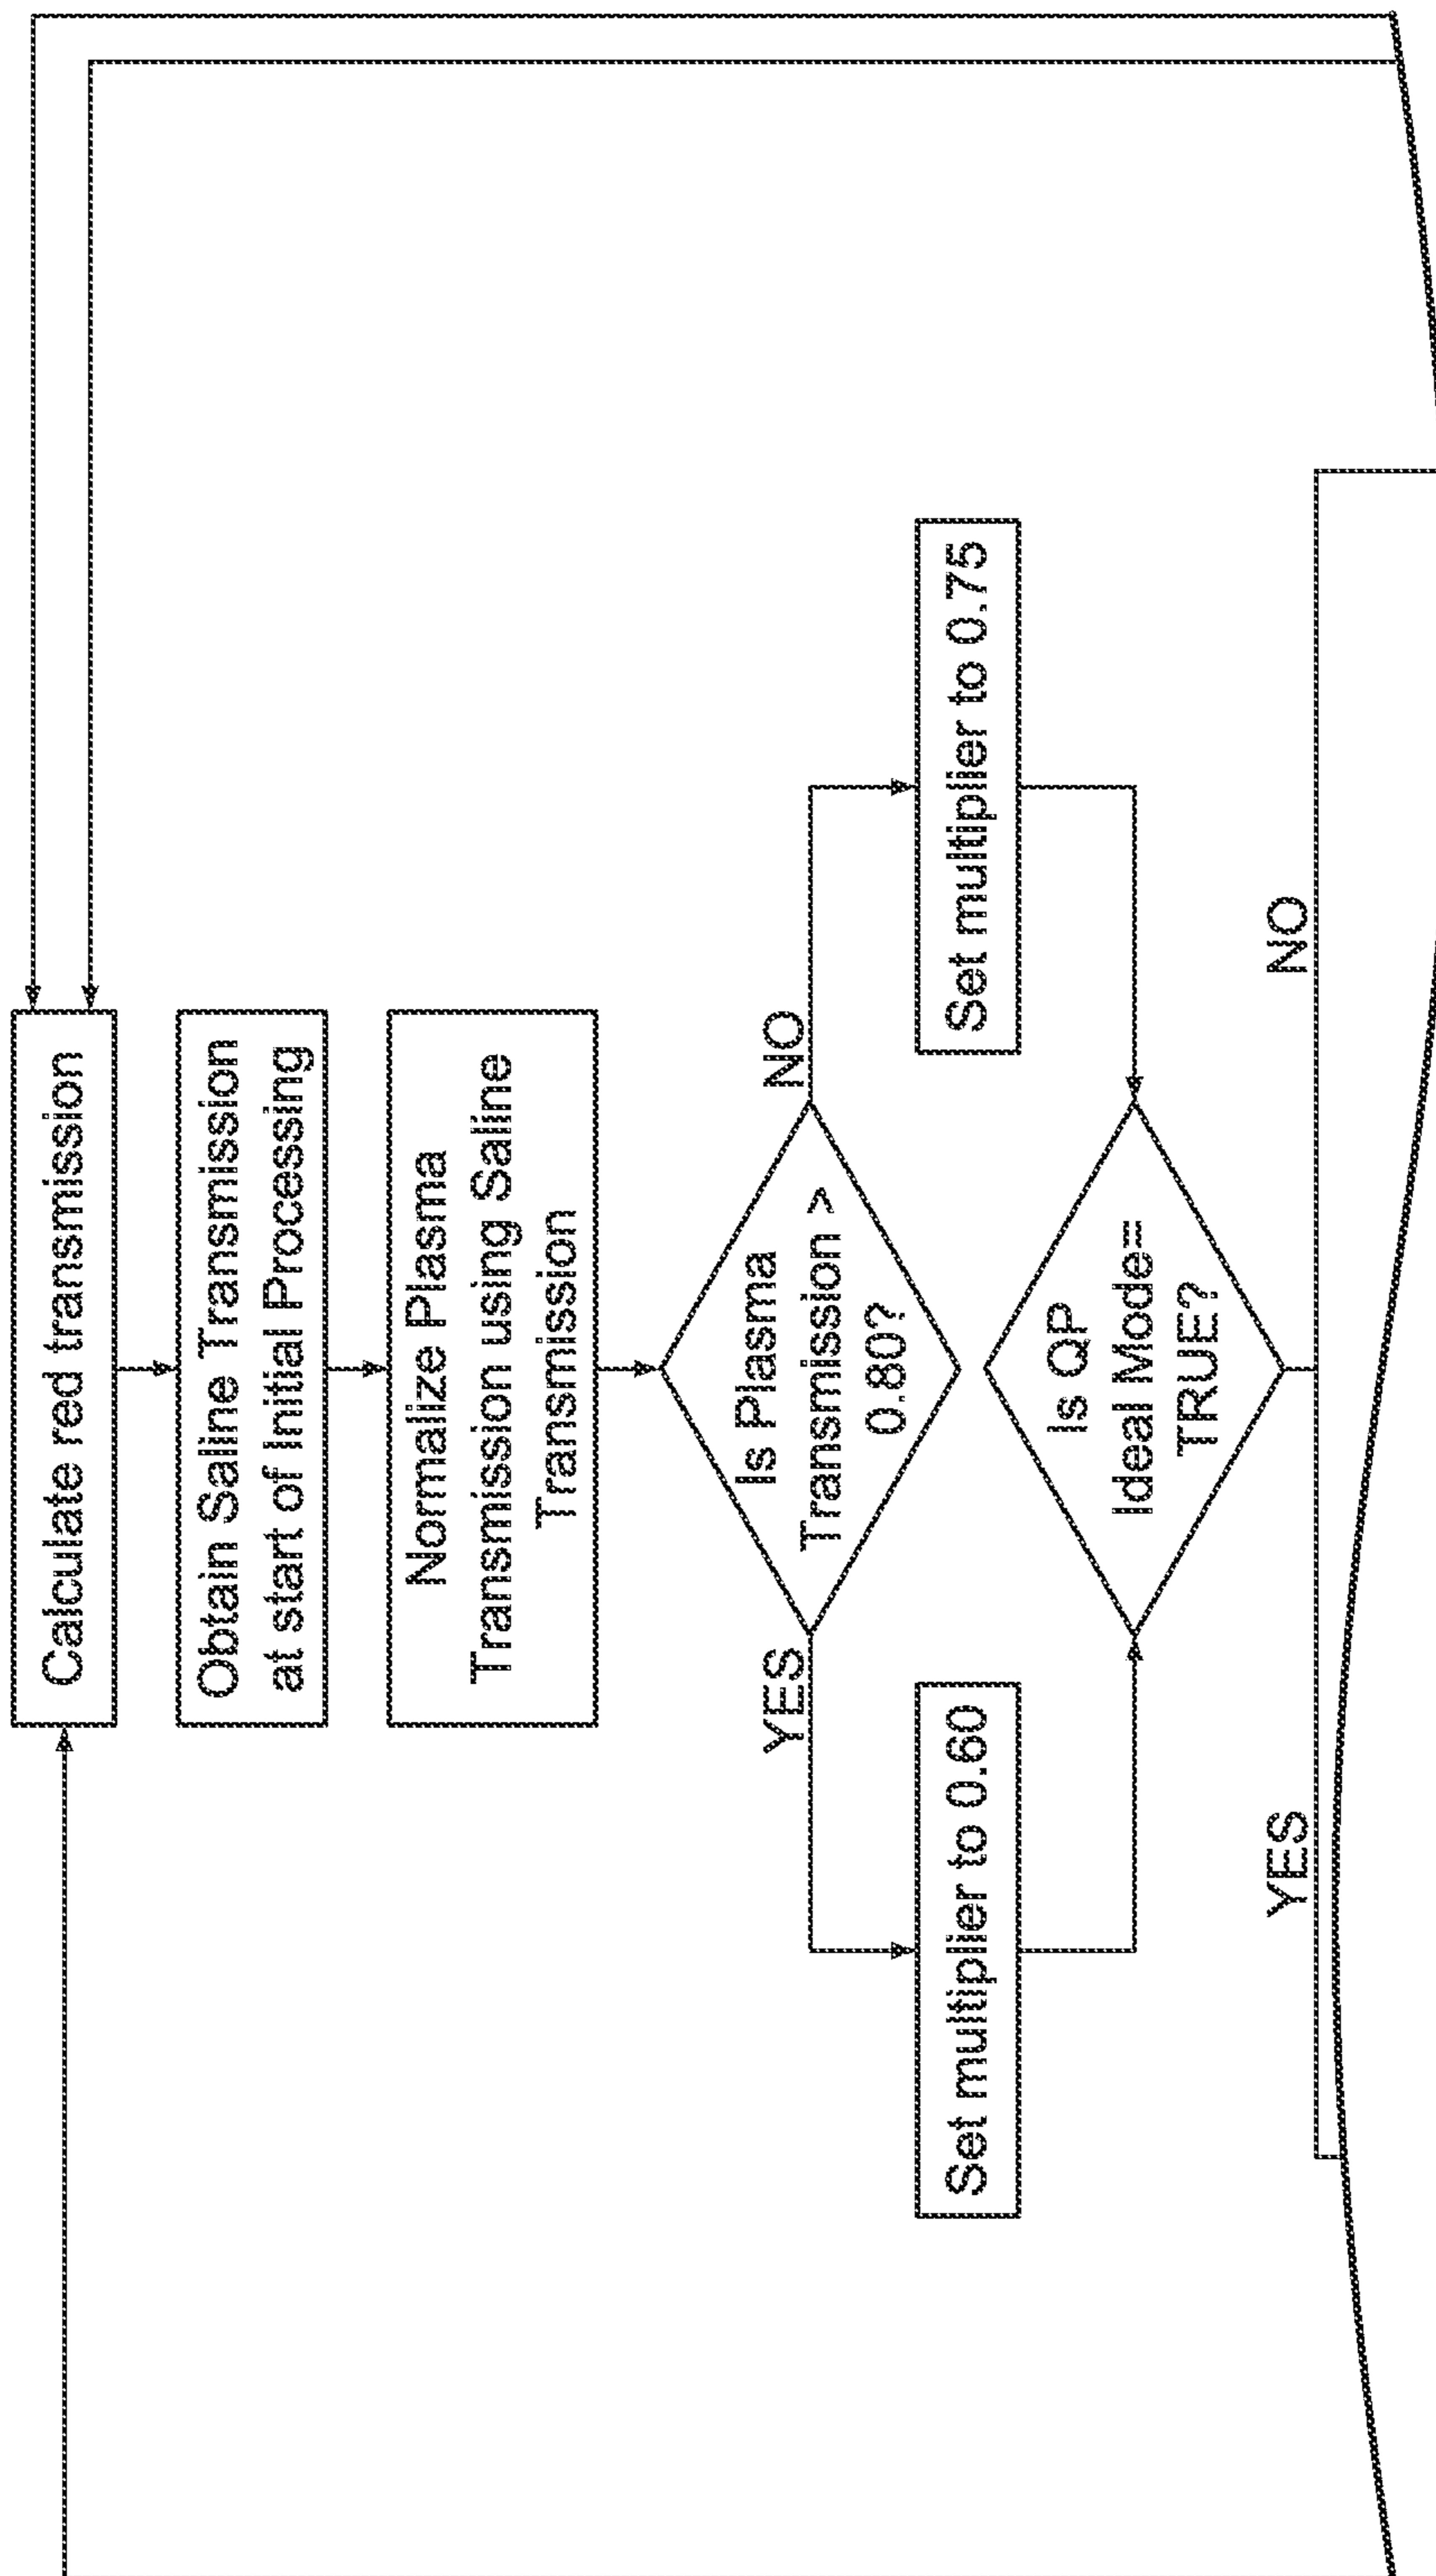 Calculate red transmission
Obtain Saline Transmission
at start of Initial Processing
Normalize Plasma
Transmission using Saline
Transmission
Is Plasma
Transmission >
0.80?
YES
NO
Set multiplier to 0.60
Set multiplier to 0.75
Is QP
Ideal Mode=
TRUE?
YES
NO